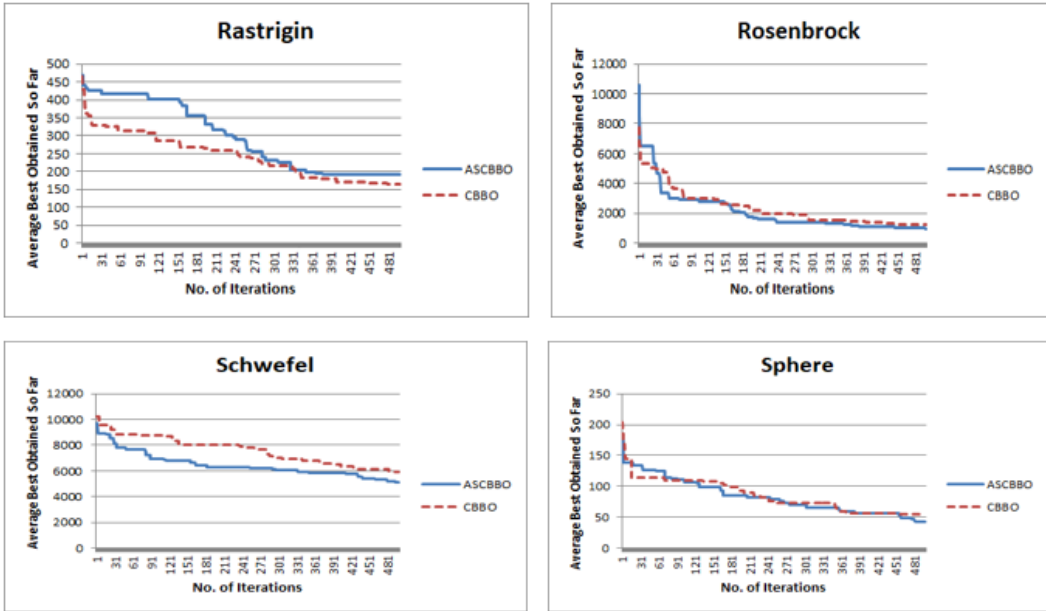 Rastrigin
Average Best Obtained So Far
500
450
400
350
300
250
200
150
100
50
0
1 31 61 91 121 151 181 211 241 271 301 331 361 391 421 451 481
No. of Iterations
ASCBBO
CBBO
Rosenbrock
Average Best Obtained So Far
12000
10000
8000
6000
4000
2000
0
1 31 61 91 121 151 181 211 241 271 301 331 361 391 421 451 481
No. of Iterations
ASCBBO
CBBO
Schwefel
Average Best Obtained So Far
12000
10000
8000
6000
4000
2000
0
1 31 61 91 121 151 181 211 241 271 301 331 361 391 421 451 481
No. of Iterations
ASCBBO
CBBO
Sphere
Average Best Obtained So Far
250
200
150
100
50
0
1 31 61 91 121 151 181 211 241 271 301 331 361 391 421 451 481
No. of Iterations
ASCBBO
CBBO